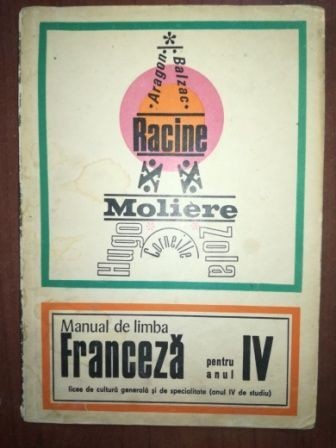 Aragon
Balzac
Racine
Molière
Hugo
Corneille
Zola
Manual de limba
Franceză
pentru
anul
IV
licee de cultură generală și de specialitate (anul IV de studiu)